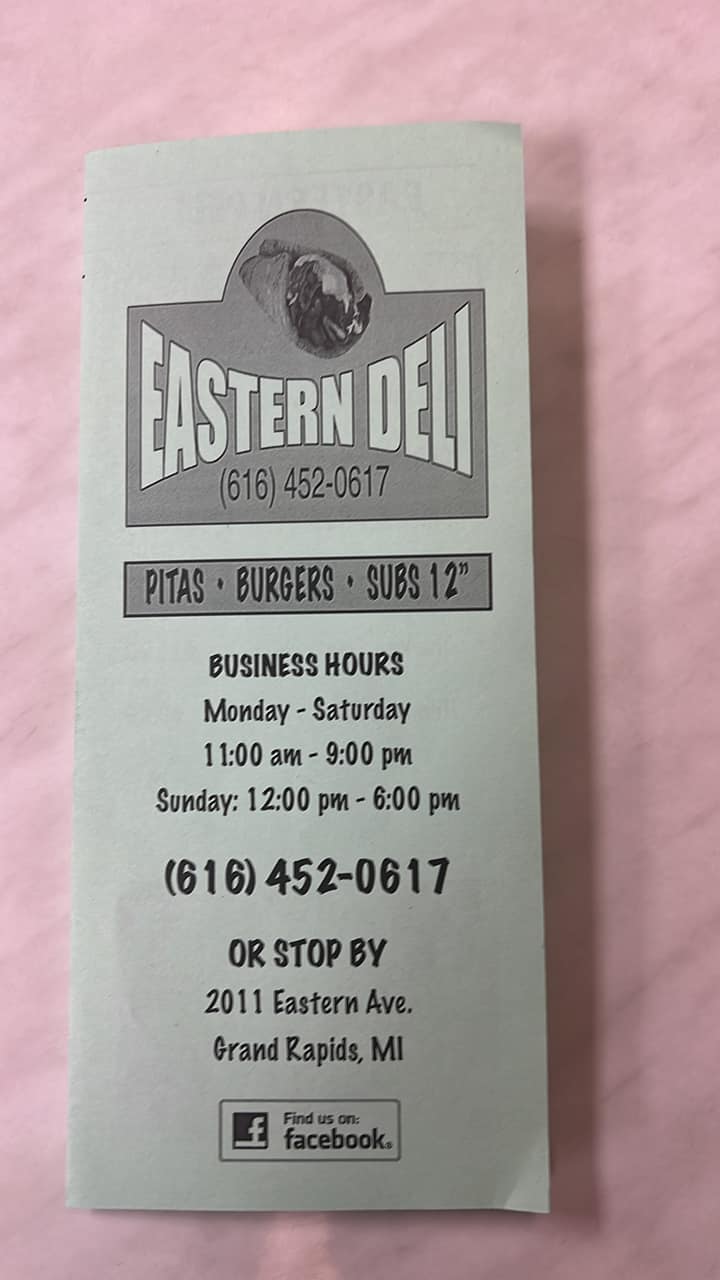 EASTERN DELI
(616) 452-0617
PITAS • BURGERS • SUBS 12"
BUSINESS HOURS
Monday - Saturday
11:00 am - 9:00 pm
Sunday: 12:00 pm - 6:00 pm
(616) 452-0617
OR STOP BY
2011 Eastern Ave.
Grand Rapids, MI
f
Find us on:
facebook®